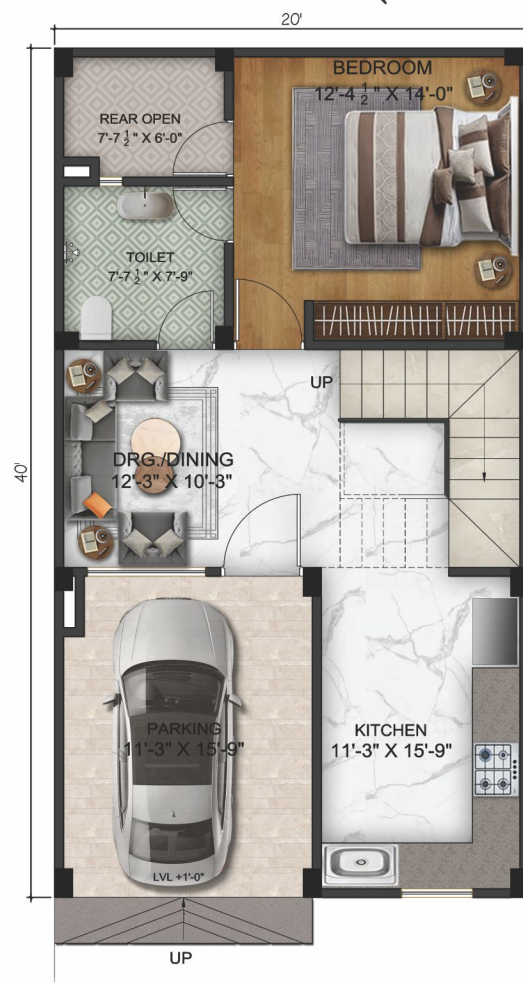 20'
BEDROOM
12'-4 1/2" X 14'-0"
REAR OPEN
7'-7 1/2" X 6'-0"
TOILET
7'-7 1/2" X 7'-9"
UP
40'
DRG./DINING
12'-3" X 10'-3"
PARKING
11'-3" X 15'-9"
KITCHEN
11'-3" X 15'-9"
LVL +1'-0"
UP